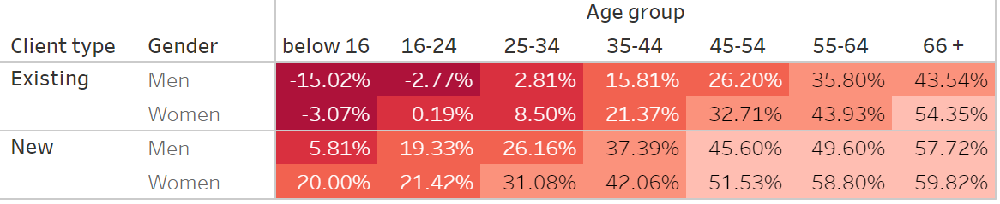 Age group
Client type Gender below 16 16-24 25-34 35-44 45-54 55-64 66 +
Existing Men -15.02% -2.77% 2.81% 15.81% 26.20% 35.80% 43.54%
Women -3.07% 0.19% 8.50% 21.37% 32.71% 43.93% 54.35%
New Men 5.81% 19.33% 26.16% 37.39% 45.60% 49.60% 57.72%
Women 20.00% 21.42% 31.08% 42.06% 51.53% 58.80% 59.82%